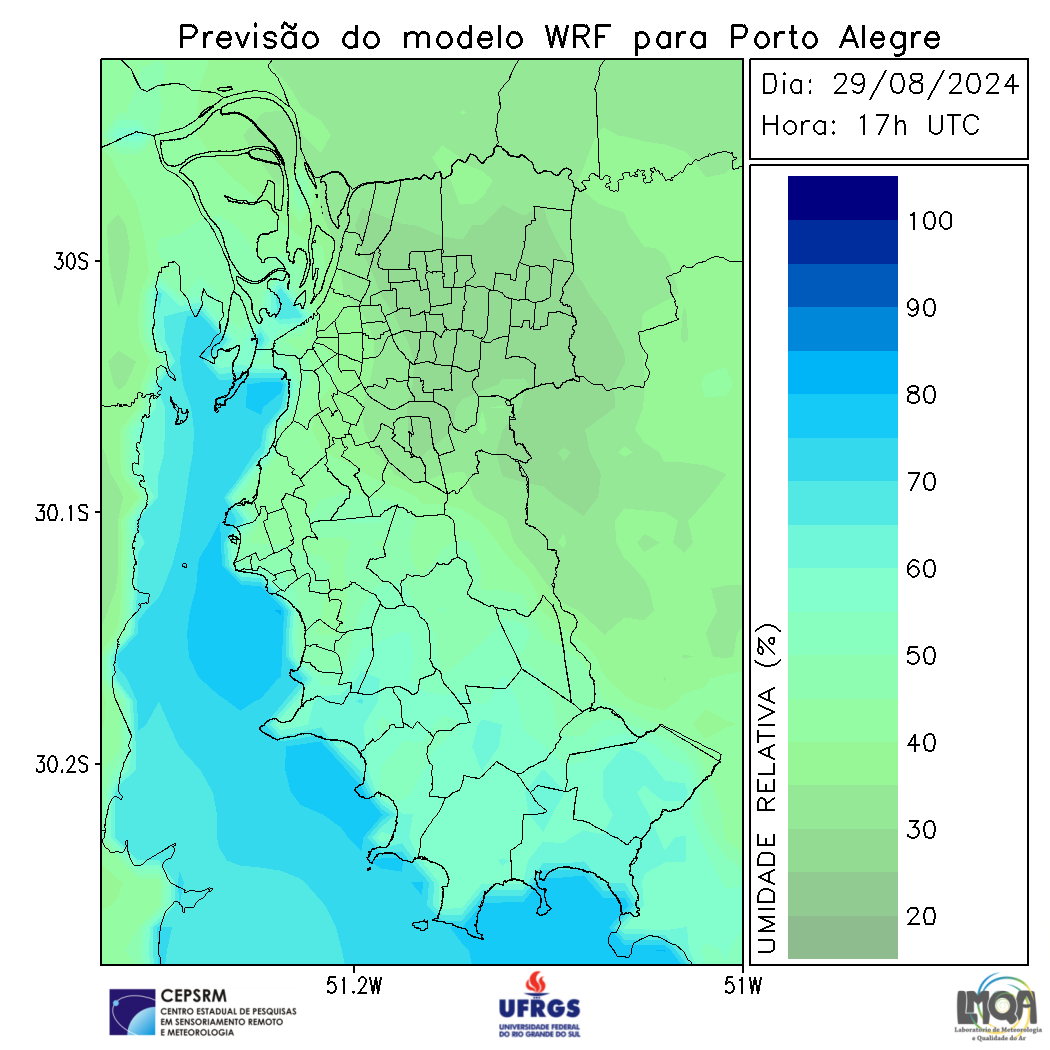 Previsão do modelo WRF para Porto Alegre
Dia: 29/08/2024
Hora: 17h UTC
30S
30.1S
30.2S
51.2W
51W
100
90
80
70
60
50
40
30
20
UMIDADE RELATIVA (%)
CEPSRM
CENTRO ESTADUAL DE PESQUISAS
EM SENSORIAMENTO REMOTO
E METEOROLOGIA
UFRGS
UNIVERSIDADE FEDERAL
DO RIO GRANDE DO SUL
LMQA
Laboratório de Meteorologia
e Qualidade do Ar